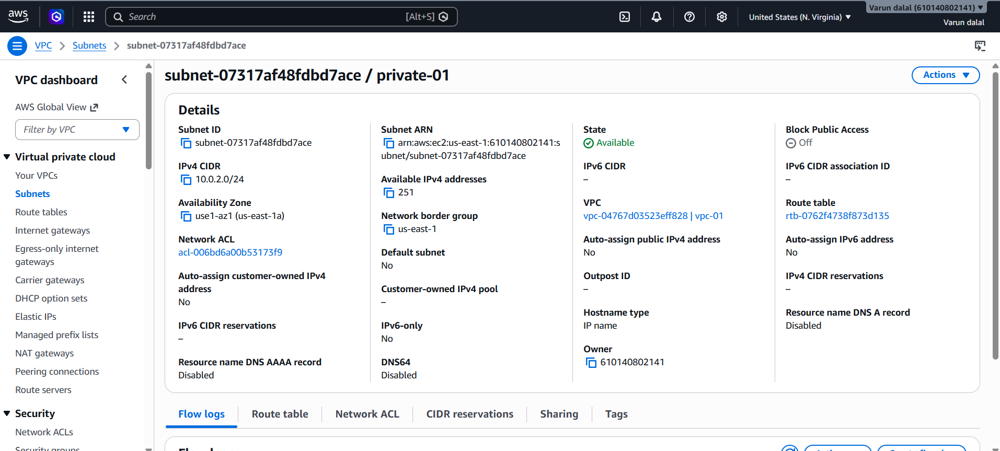 aws
Search
[Alt+S]
United States (N. Virginia)
Varun dalal (610140802141)
Varun dalal
VPC
Subnets
subnet-07317af48fdbd7ace
VPC dashboard
AWS Global View
Filter by VPC
Virtual private cloud
Your VPCs
Subnets
Route tables
Internet gateways
Egress-only internet
gateways
Carrier gateways
DHCP option sets
Elastic IPs
Managed prefix lists
NAT gateways
Peering connections
Route servers
Security
Network ACLs
Security groups
subnet-07317af48fdbd7ace / private-01
Actions
Details
Subnet ID
subnet-07317af48fdbd7ace
IPv4 CIDR
10.0.2.0/24
Availability Zone
use1-az1 (us-east-1a)
Network ACL
acl-006bd6a00b53173f9
Auto-assign customer-owned IPv4
address
No
IPv6 CIDR reservations
–
Resource name DNS AAAA record
Disabled
Subnet ARN
arn:aws:ec2:us-east-1:610140802141:s
ubnet/subnet-07317af48fdbd7ace
Available IPv4 addresses
251
Network border group
us-east-1
Default subnet
No
Customer-owned IPv4 pool
–
IPv6-only
No
DNS64
Disabled
State
Available
IPv6 CIDR
–
VPC
vpc-04767d03523eff828 | vpc-01
Auto-assign public IPv4 address
No
Outpost ID
–
Hostname type
IP name
Owner
610140802141
Block Public Access
Off
IPv6 CIDR association ID
–
Route table
rtb-0762f4738f873d135
Auto-assign IPv6 address
No
IPv4 CIDR reservations
–
Resource name DNS A record
Disabled
Flow logs
Route table
Network ACL
CIDR reservations
Sharing
Tags